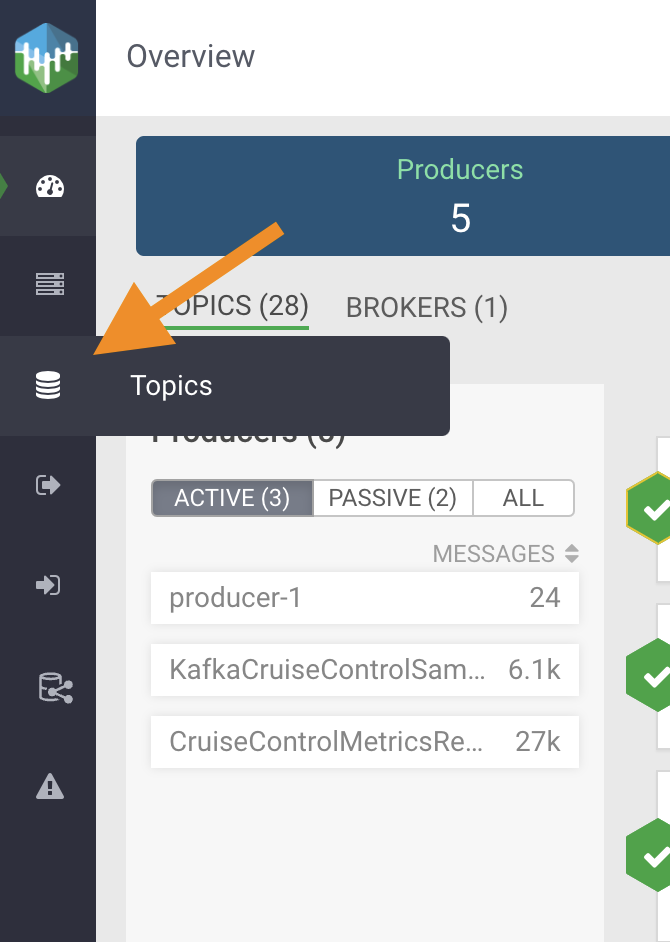 Overview
Producers
5
TOPICS (28) BROKERS (1)
Topics
Producers (5)
ACTIVE (3) PASSIVE (2) ALL
MESSAGES
producer-1 24
KafkaCruiseControlSam... 6.1k
CruiseControlMetricsRe... 27k